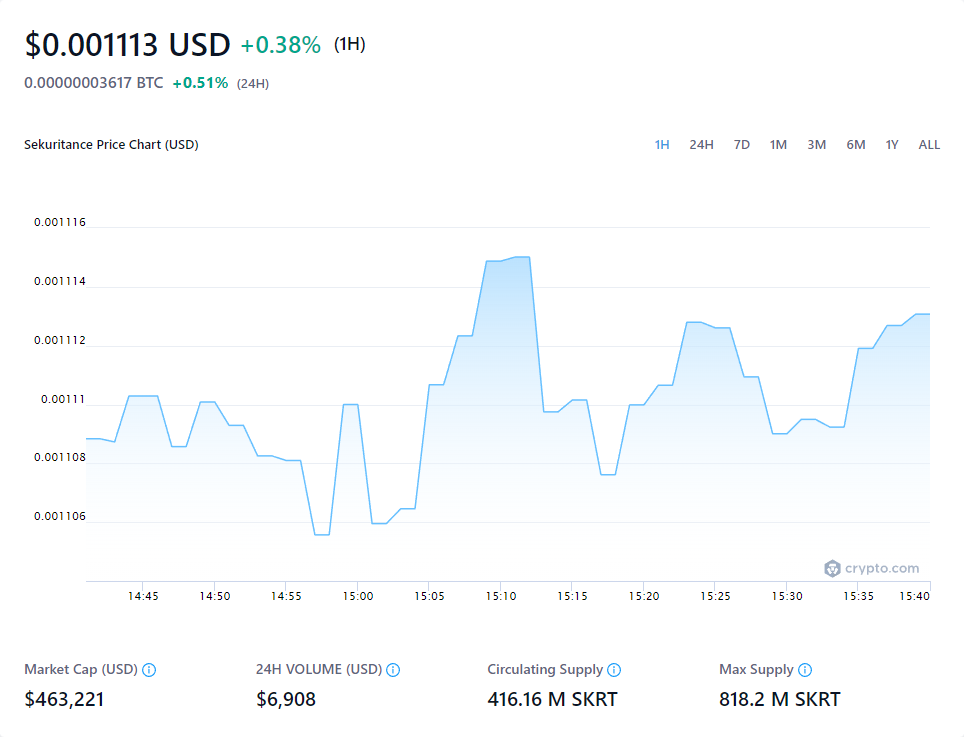 $0.001113 USD +0.38% (1H)
0.00000003617 BTC +0.51% (24H)
Sekuritance Price Chart (USD) 1H 24H 7D 1M 3M 6M 1Y ALL
0.001116
0.001114
0.001112
0.00111
0.001108
0.001106
crypto.com
14:45 14:50 14:55 15:00 15:05 15:10 15:15 15:20 15:25 15:30 15:35 15:40
Market Cap (USD) 24H VOLUME (USD) Circulating Supply Max Supply
$463,221 $6,908 416.16 M SKRT 818.2 M SKRT